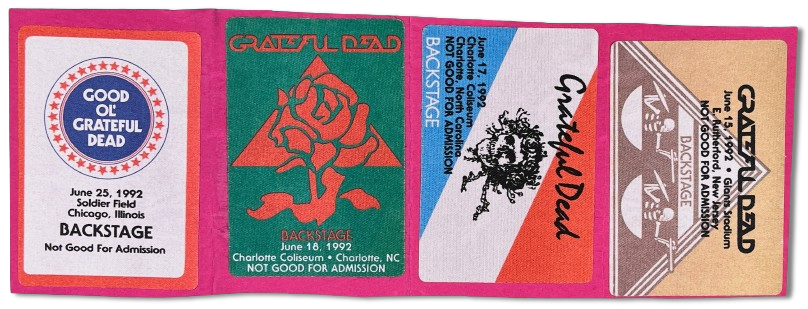 GOOD
OL'
GRATEFUL
DEAD
June 25, 1992
Soldier Field
Chicago, Illinois
BACKSTAGE
Not Good For Admission
GRATEFUL DEAD
BACKSTAGE
June 18, 1992
Charlotte Coliseum • Charlotte, NC
NOT GOOD FOR ADMISSION
Grateful Dead
June 17, 1992
Charlotte Coliseum
Charlotte, North Carolina
NOT GOOD FOR ADMISSION
BACKSTAGE
GRATEFUL DEAD
June 15, 1992 • Giants Stadium
E. Rutherford, New Jersey
NOT GOOD FOR ADMISSION
BACKSTAGE